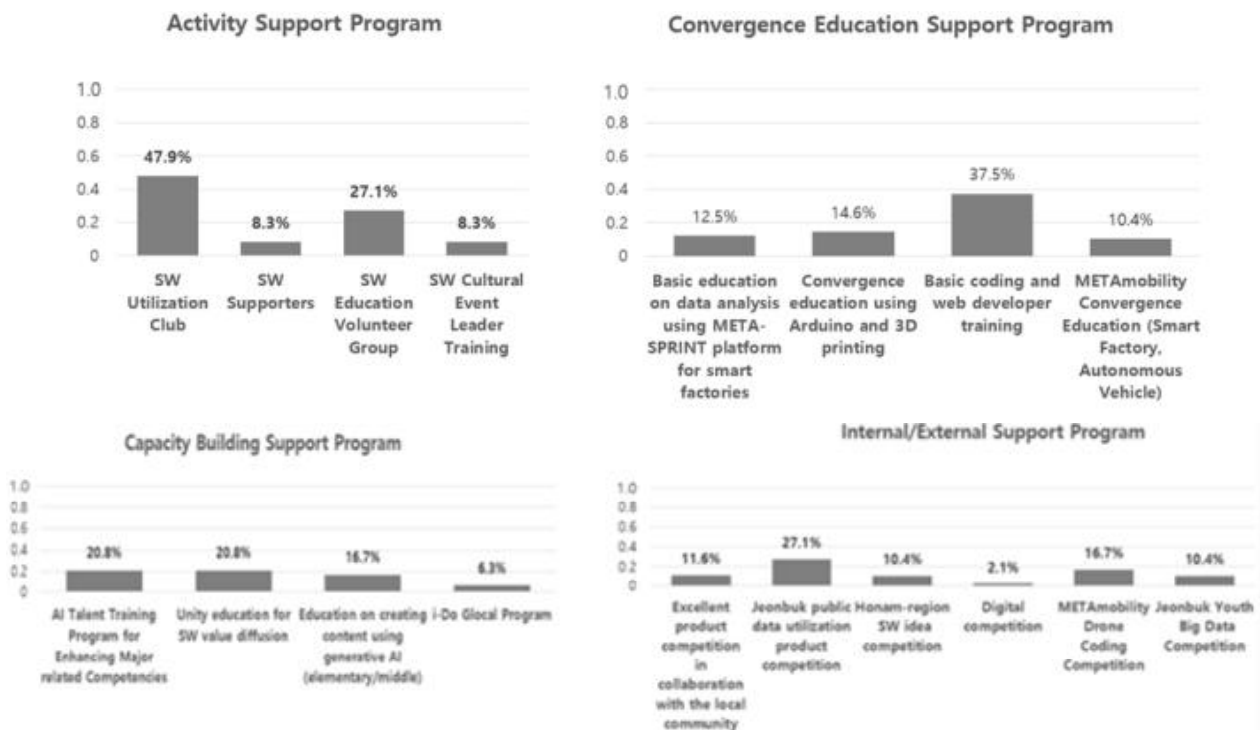 Activity Support Program
1.0
0.8
0.6
0.4
0.2
0
47.9%
8.3%
27.1%
8.3%
SW
Utilization
Club
SW
Supporters
SW
Education
Volunteer
Group
SW Cultural
Event
Leader
Training
Convergence Education Support Program
1.0
0.8
0.6
0.4
0.2
0
12.5%
14.6%
37.5%
10.4%
Basic education
on data analysis
using META-
SPRINT platform
for smart
factories
Convergence
education using
Arduino and 3D
printing
Basic coding and
web developer
training
METAmobility
Convergence
Education (Smart
Factory,
Autonomous
Vehicle)
Capacity Building Support Program
1.0
0.8
0.6
0.4
0.2
0
20.8%
20.8%
16.7%
6.3%
AI Talent Training
Program for
Enhancing Major
related Competencies
Unity education for
SW value diffusion
Education on creating
content using
generative AI
(elementary/middle)
i-Do Glocal Program
Internal/External Support Program
1.0
0.8
0.6
0.4
0.2
0
11.6%
27.1%
10.4%
2.1%
16.7%
10.4%
Excellent
product
competition
in
collaboration
with the local
community
Jeonbuk public
data utilization
product
competition
Honam-region
SW idea
competition
Digital
competition
METAmobility
Drone
Coding
Competition
Jeonbuk Youth
Big Data
Competition